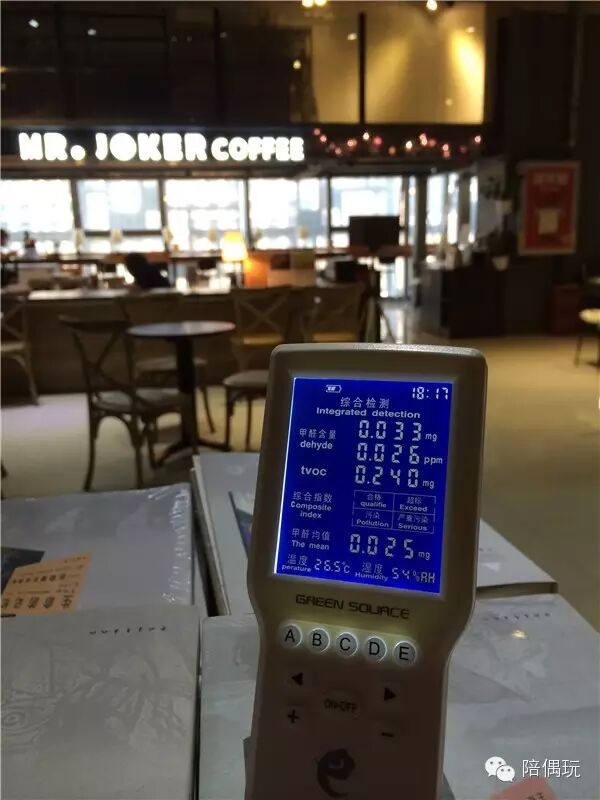 MR. JOKER COFFEE
18:17
综合检测
Integrated detection
甲醛含量 0.033 mg
dehyde 0.026 ppm
tvoc 0.240 mg
综合指数
Composite index
合格 超标
qualifie Exceed
污染 严重污染
Pollution Serious
甲醛均值 0.025 mg
The mean
温度 26.5℃ 湿度 54%RH
perature Humidity
GREEN SOURCE
A B C D E
ON-OFF
+ -
陪偶玩